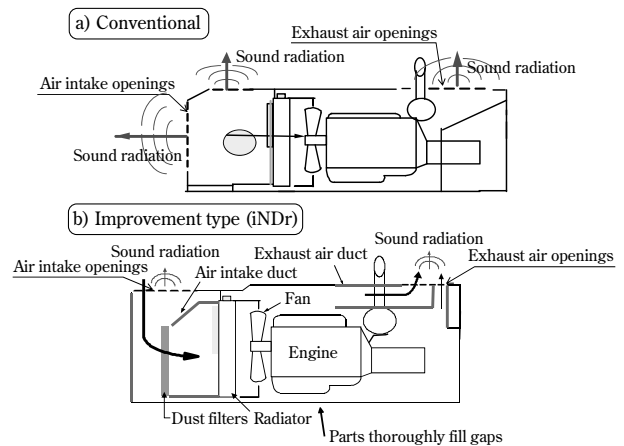 a) Conventional
Exhaust air openings
Sound radiation
Sound radiation
Air intake openings
Sound radiation
b) Improvement type (iNDr)
Sound radiation
Sound radiation
Exhaust air duct
Exhaust air openings
Air intake openings
Air intake duct
Fan
Engine
Dust filters
Radiator
Parts thoroughly fill gaps